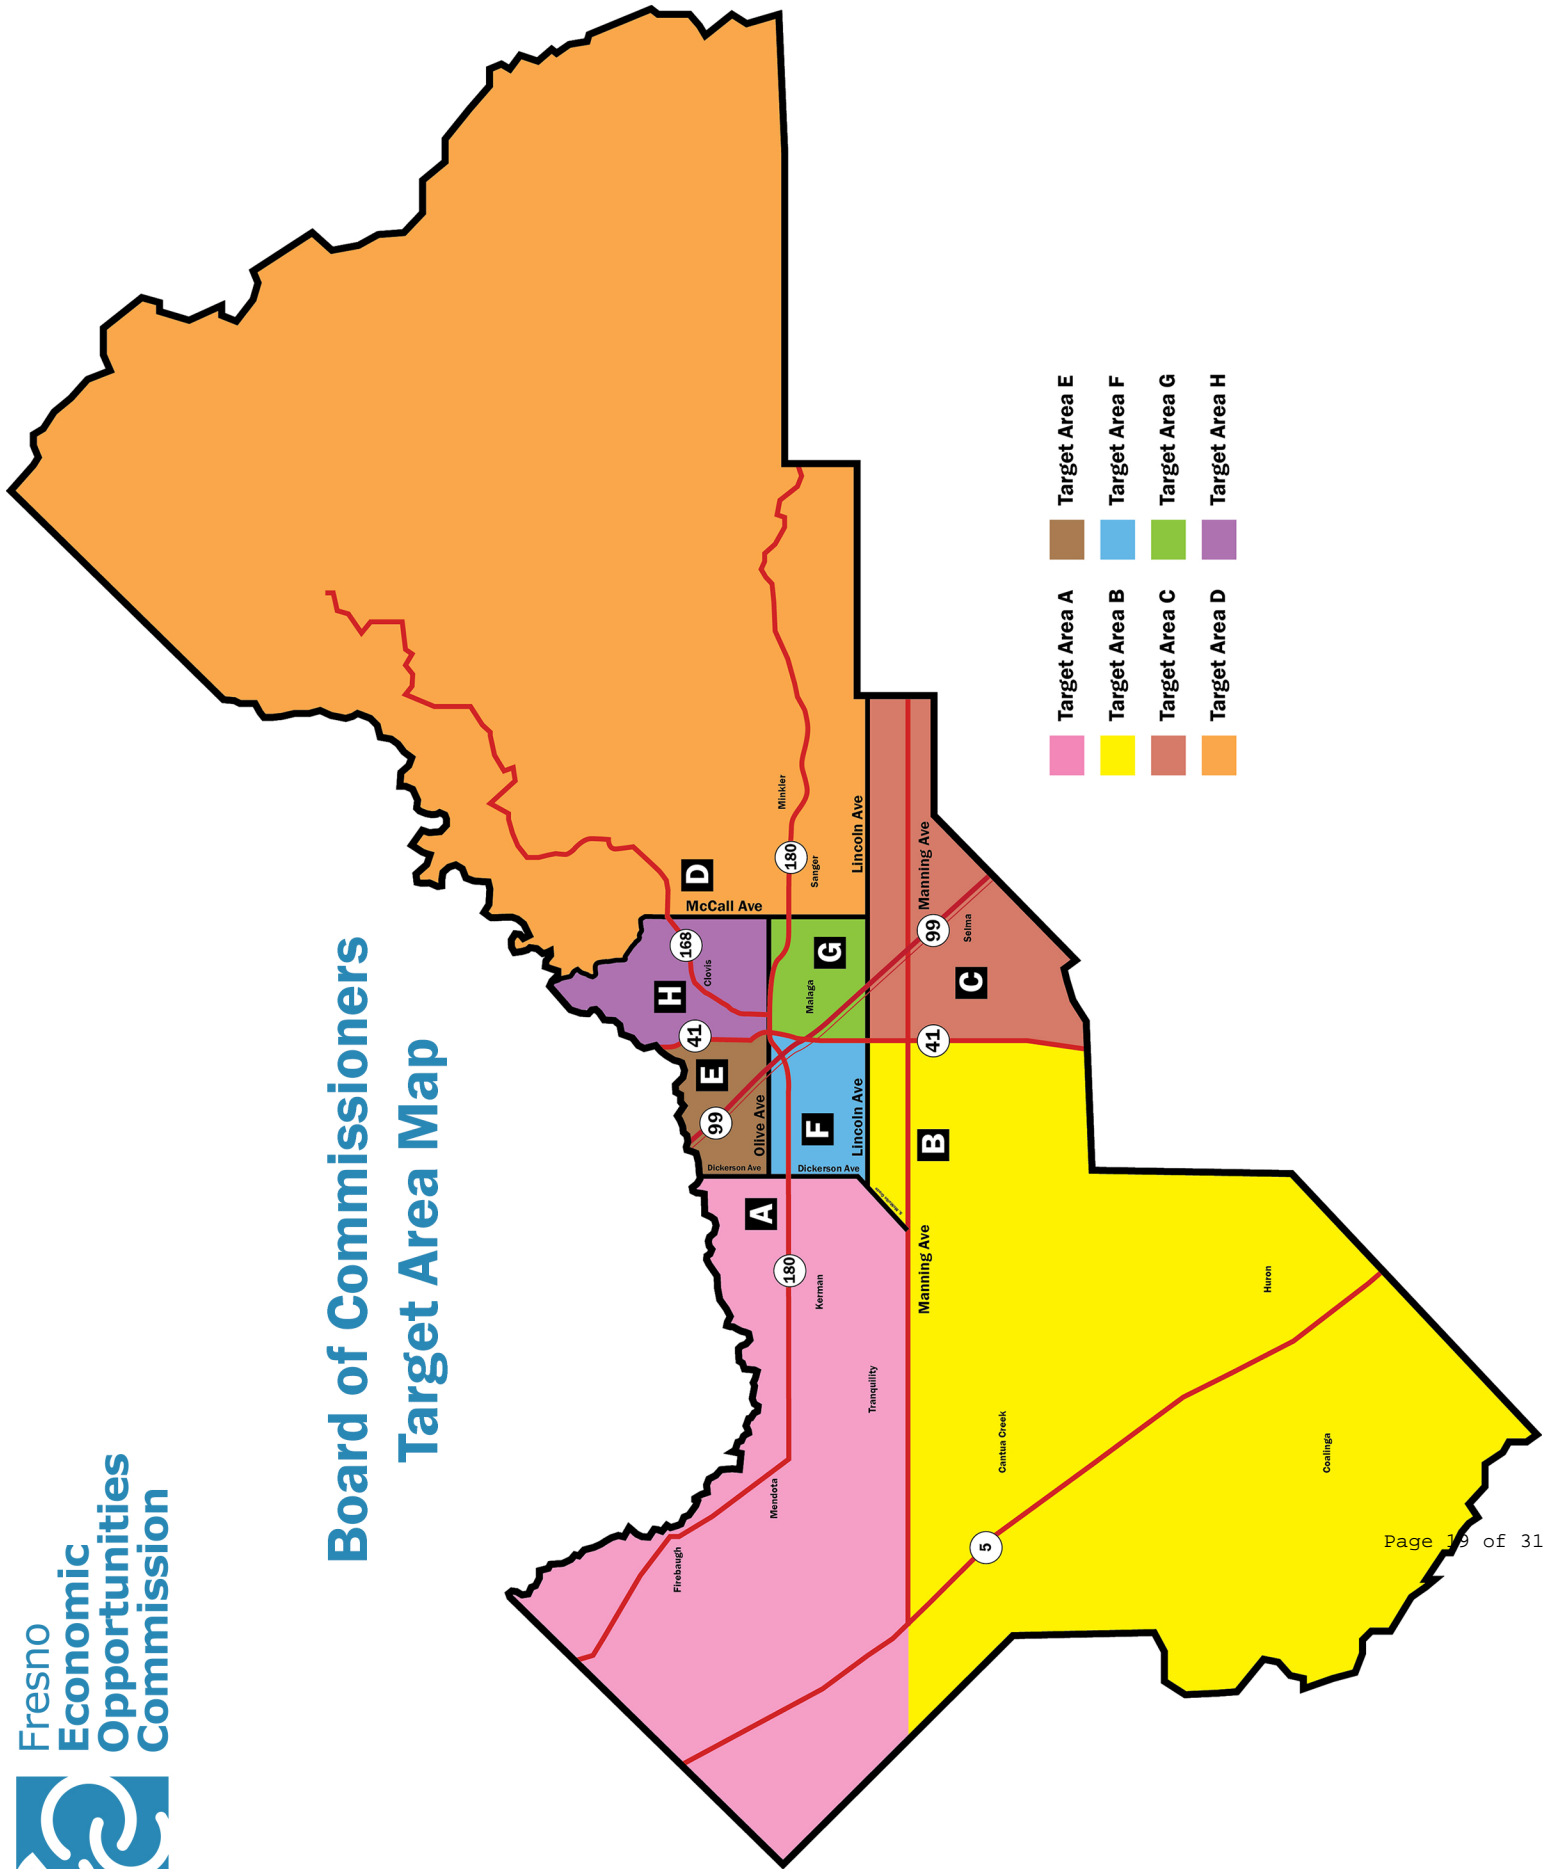 Fresno
Economic
Opportunities
Commission
Board of Commissioners
Target Area Map
D
McCall Ave
168
Clovis
H
41
E
99
Olive Ave
Dickerson Ave
Minkler
180
Sanger
Lincoln Ave
G
Malaga
F
Lincoln Ave
Dickerson Ave
A
180
Kerman
Tranquility
Mendota
Firebaugh
Manning Ave
99
Selma
C
41
B
Manning Ave
Cantua Creek
5
Huron
Coalinga
Target Area A
Target Area B
Target Area C
Target Area D
Target Area E
Target Area F
Target Area G
Target Area H
Page 19 of 31